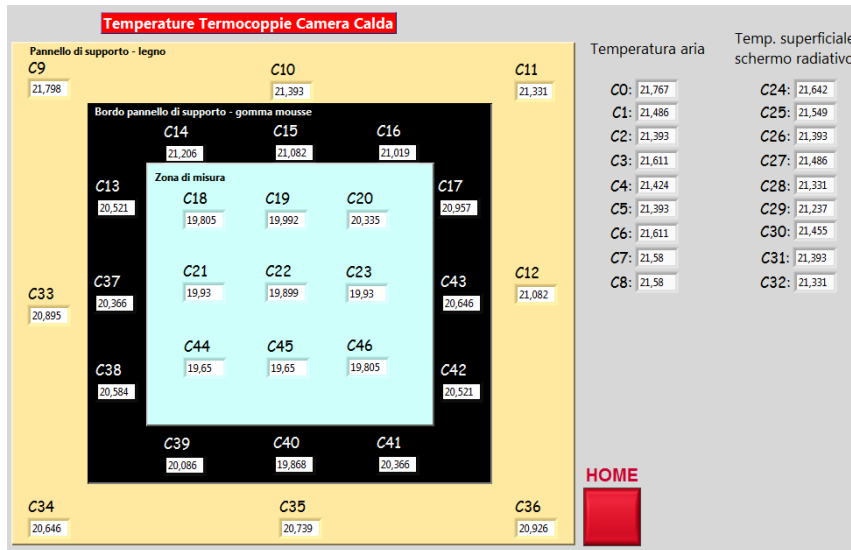 Temperature Termocoppie Camera Calda
Pannello di supporto - legno
C9 C10 C11
21,798 21,393 21,331
Bordo pannello di supporto - gomma mousse
C14 C15 C16
21,206 21,082 21,019
Zona di misura
C13 C17
20,521 20,957
C18 C19 C20
19,805 19,992 20,335
C21 C22 C23
19,93 19,899 19,93
C37 C43
20,366 20,646
C12
21,082
C33
20,895
C44 C45 C46
19,65 19,65 19,805
C38 C42
20,584 20,521
C39 C40 C41
20,086 19,868 20,366
C34 C35 C36
20,646 20,739 20,926
Temperatura aria
C0: 21,767
C1: 21,486
C2: 21,393
C3: 21,611
C4: 21,424
C5: 21,393
C6: 21,611
C7: 21,58
C8: 21,58
Temp. superficiale
schermo radiativo
C24: 21,642
C25: 21,549
C26: 21,393
C27: 21,486
C28: 21,331
C29: 21,237
C30: 21,455
C31: 21,393
C32: 21,331
HOME